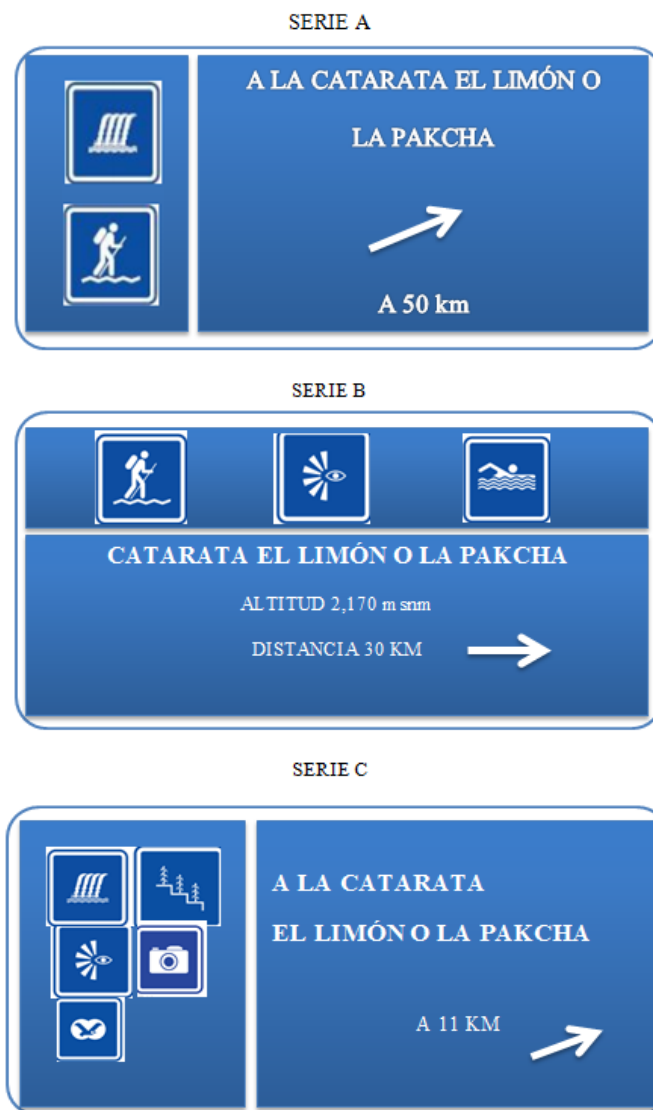 SERIE A
A LA CATARATA EL LIMÓN O
LA PAKCHA
A 50 km
SERIE B
CATARATA EL LIMÓN O LA PAKCHA
ALTITUD 2,170 m snm
DISTANCIA 30 KM
SERIE C
A LA CATARATA
EL LIMÓN O LA PAKCHA
A 11 KM